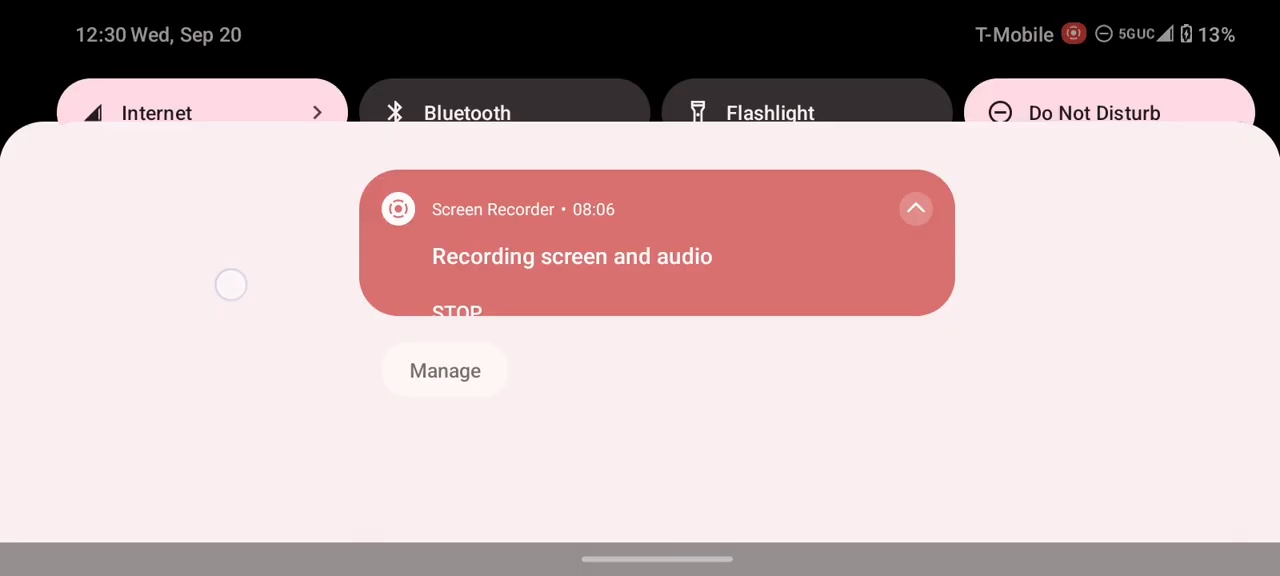 12:30 Wed, Sep 20 T-Mobile 5GUC 13%
Internet Bluetooth Flashlight Do Not Disturb
Screen Recorder • 08:06
Recording screen and audio
STOP
Manage